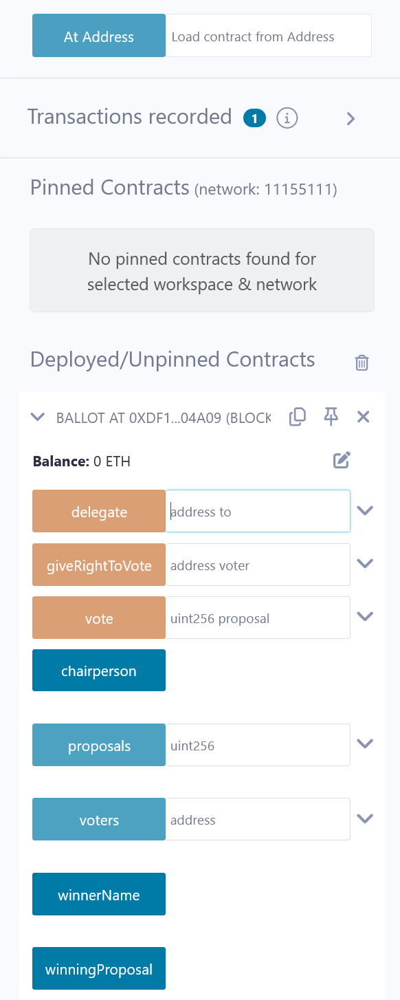 At Address Load contract from Address
Transactions recorded 1 i
Pinned Contracts (network: 11155111)
No pinned contracts found for
selected workspace & network
Deployed/Unpinned Contracts
BALLOT AT 0XDF1...04A09 (BLOCK
Balance: 0 ETH
delegate address to
giveRightToVote address voter
vote uint256 proposal
chairperson
proposals uint256
voters address
winnerName
winningProposal